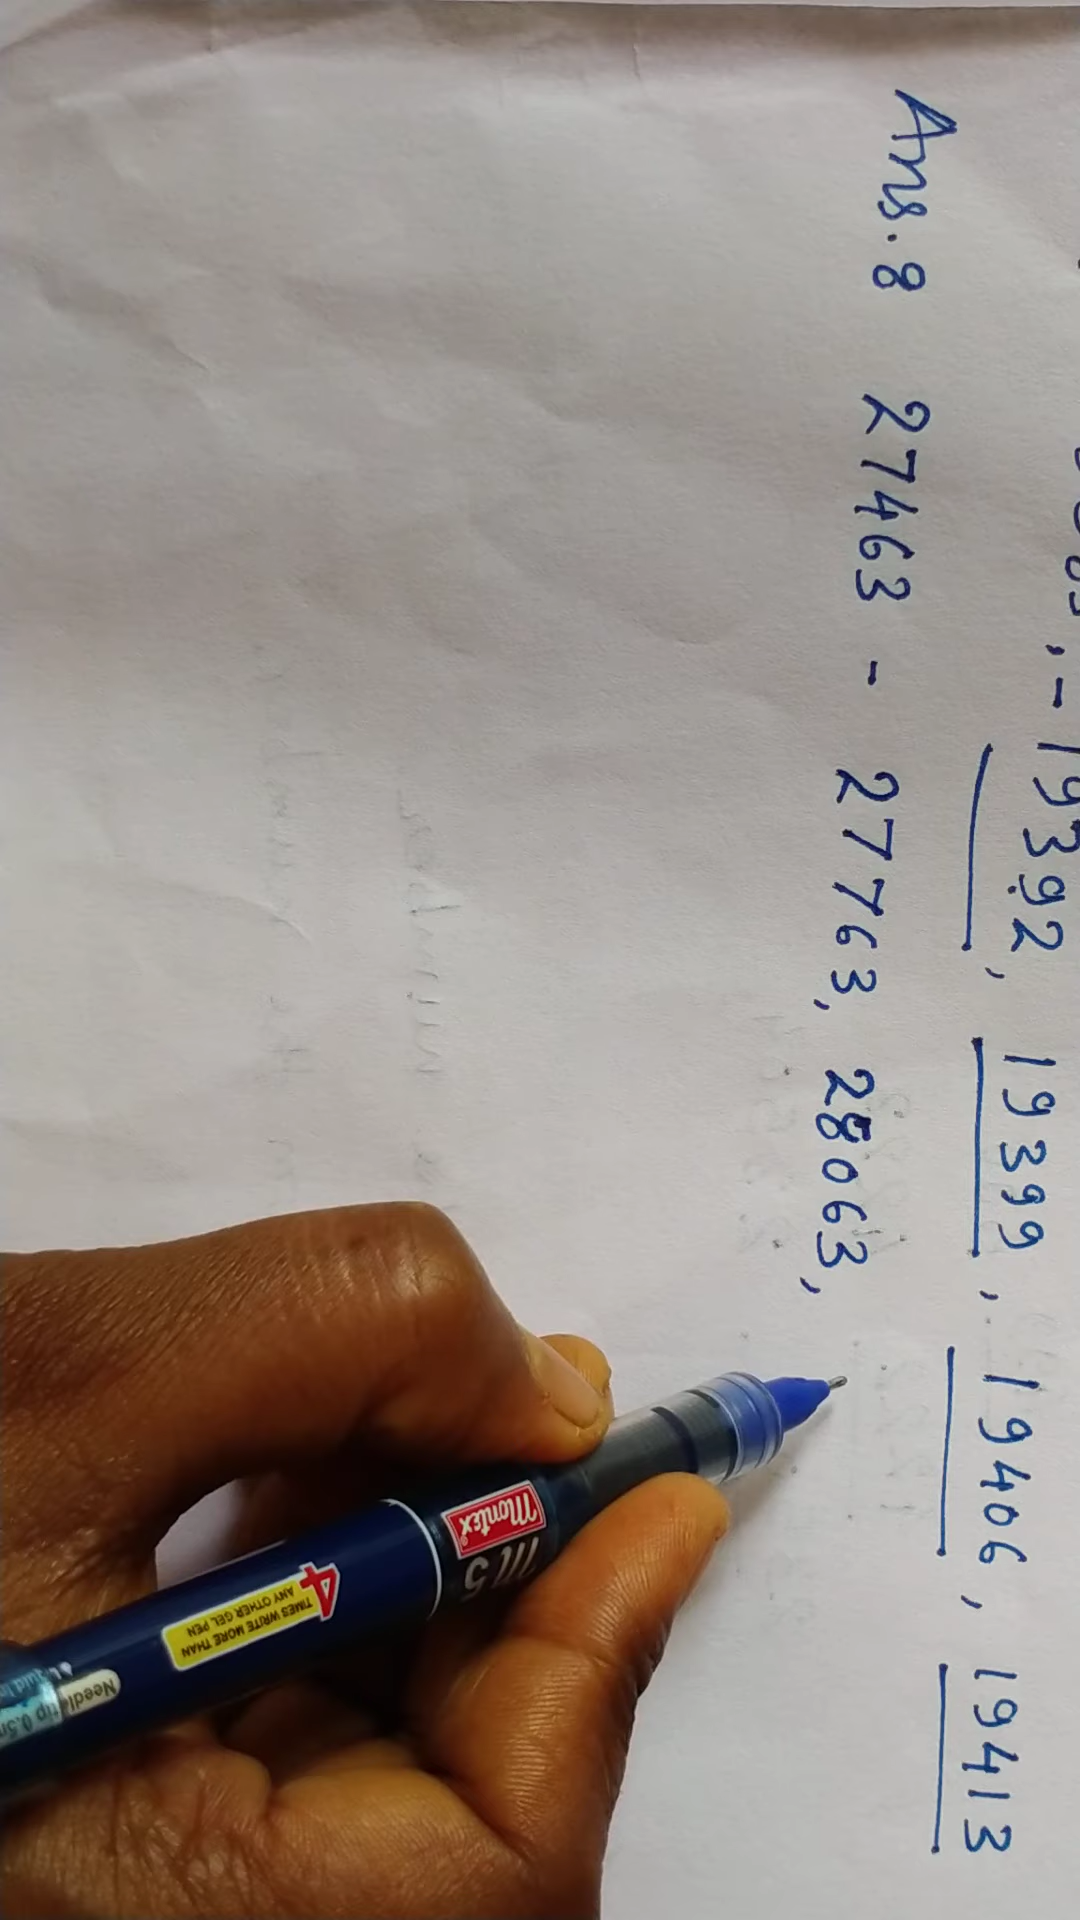 19392, 19399, 19406, 19413
Ans. 8 27463 - 27763, 28063,
Montex
m5
4
TIMES WRITE MORE THAN
ANY OTHER GEL PEN